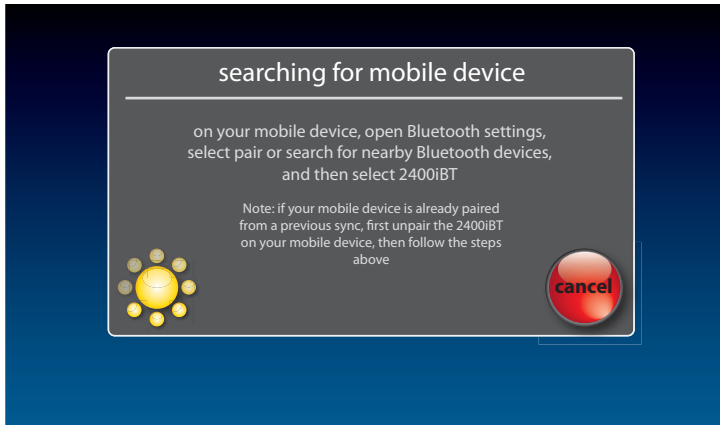 searching for mobile device
on your mobile device, open Bluetooth settings,
select pair or search for nearby Bluetooth devices,
and then select 2400iBT
Note: if your mobile device is already paired
from a previous sync, first unpair the 2400iBT
on your mobile device, then follow the steps
above
cancel